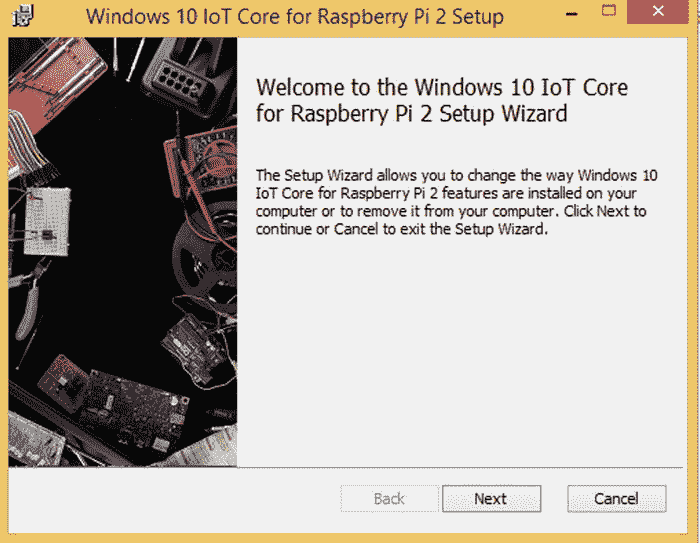 Windows 10 IoT Core for Raspberry Pi 2 Setup
Welcome to the Windows 10 IoT Core
for Raspberry Pi 2 Setup Wizard
The Setup Wizard allows you to change the way Windows 10
IoT Core for Raspberry Pi 2 features are installed on your
computer or to remove it from your computer. Click Next to
continue or Cancel to exit the Setup Wizard.
Back Next Cancel